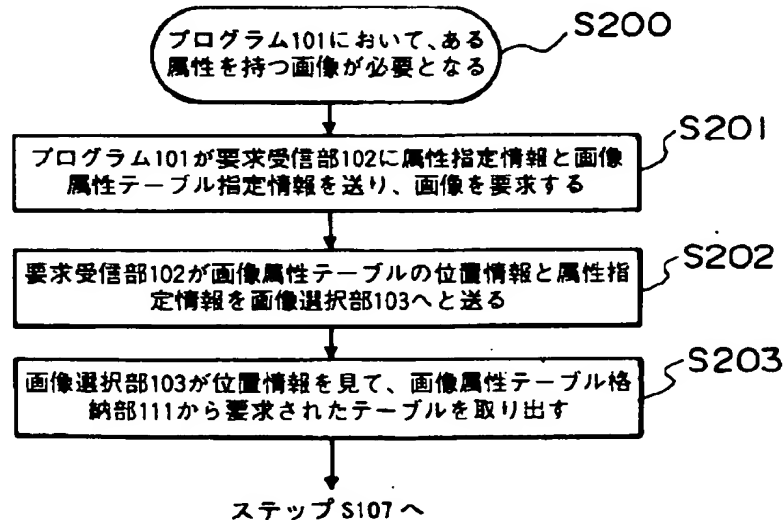 プログラム101において、ある
属性を持つ画像が必要となる
S200
プログラム101が要求受信部102に属性指定情報と画像
属性テーブル指定情報を送り、画像を要求する
S201
要求受信部102が画像属性テーブルの位置情報と属性指
定情報を画像選択部103へと送る
S202
画像選択部103が位置情報を見て、画像属性テーブル格
納部111から要求されたテーブルを取り出す
S203
ステップS107へ